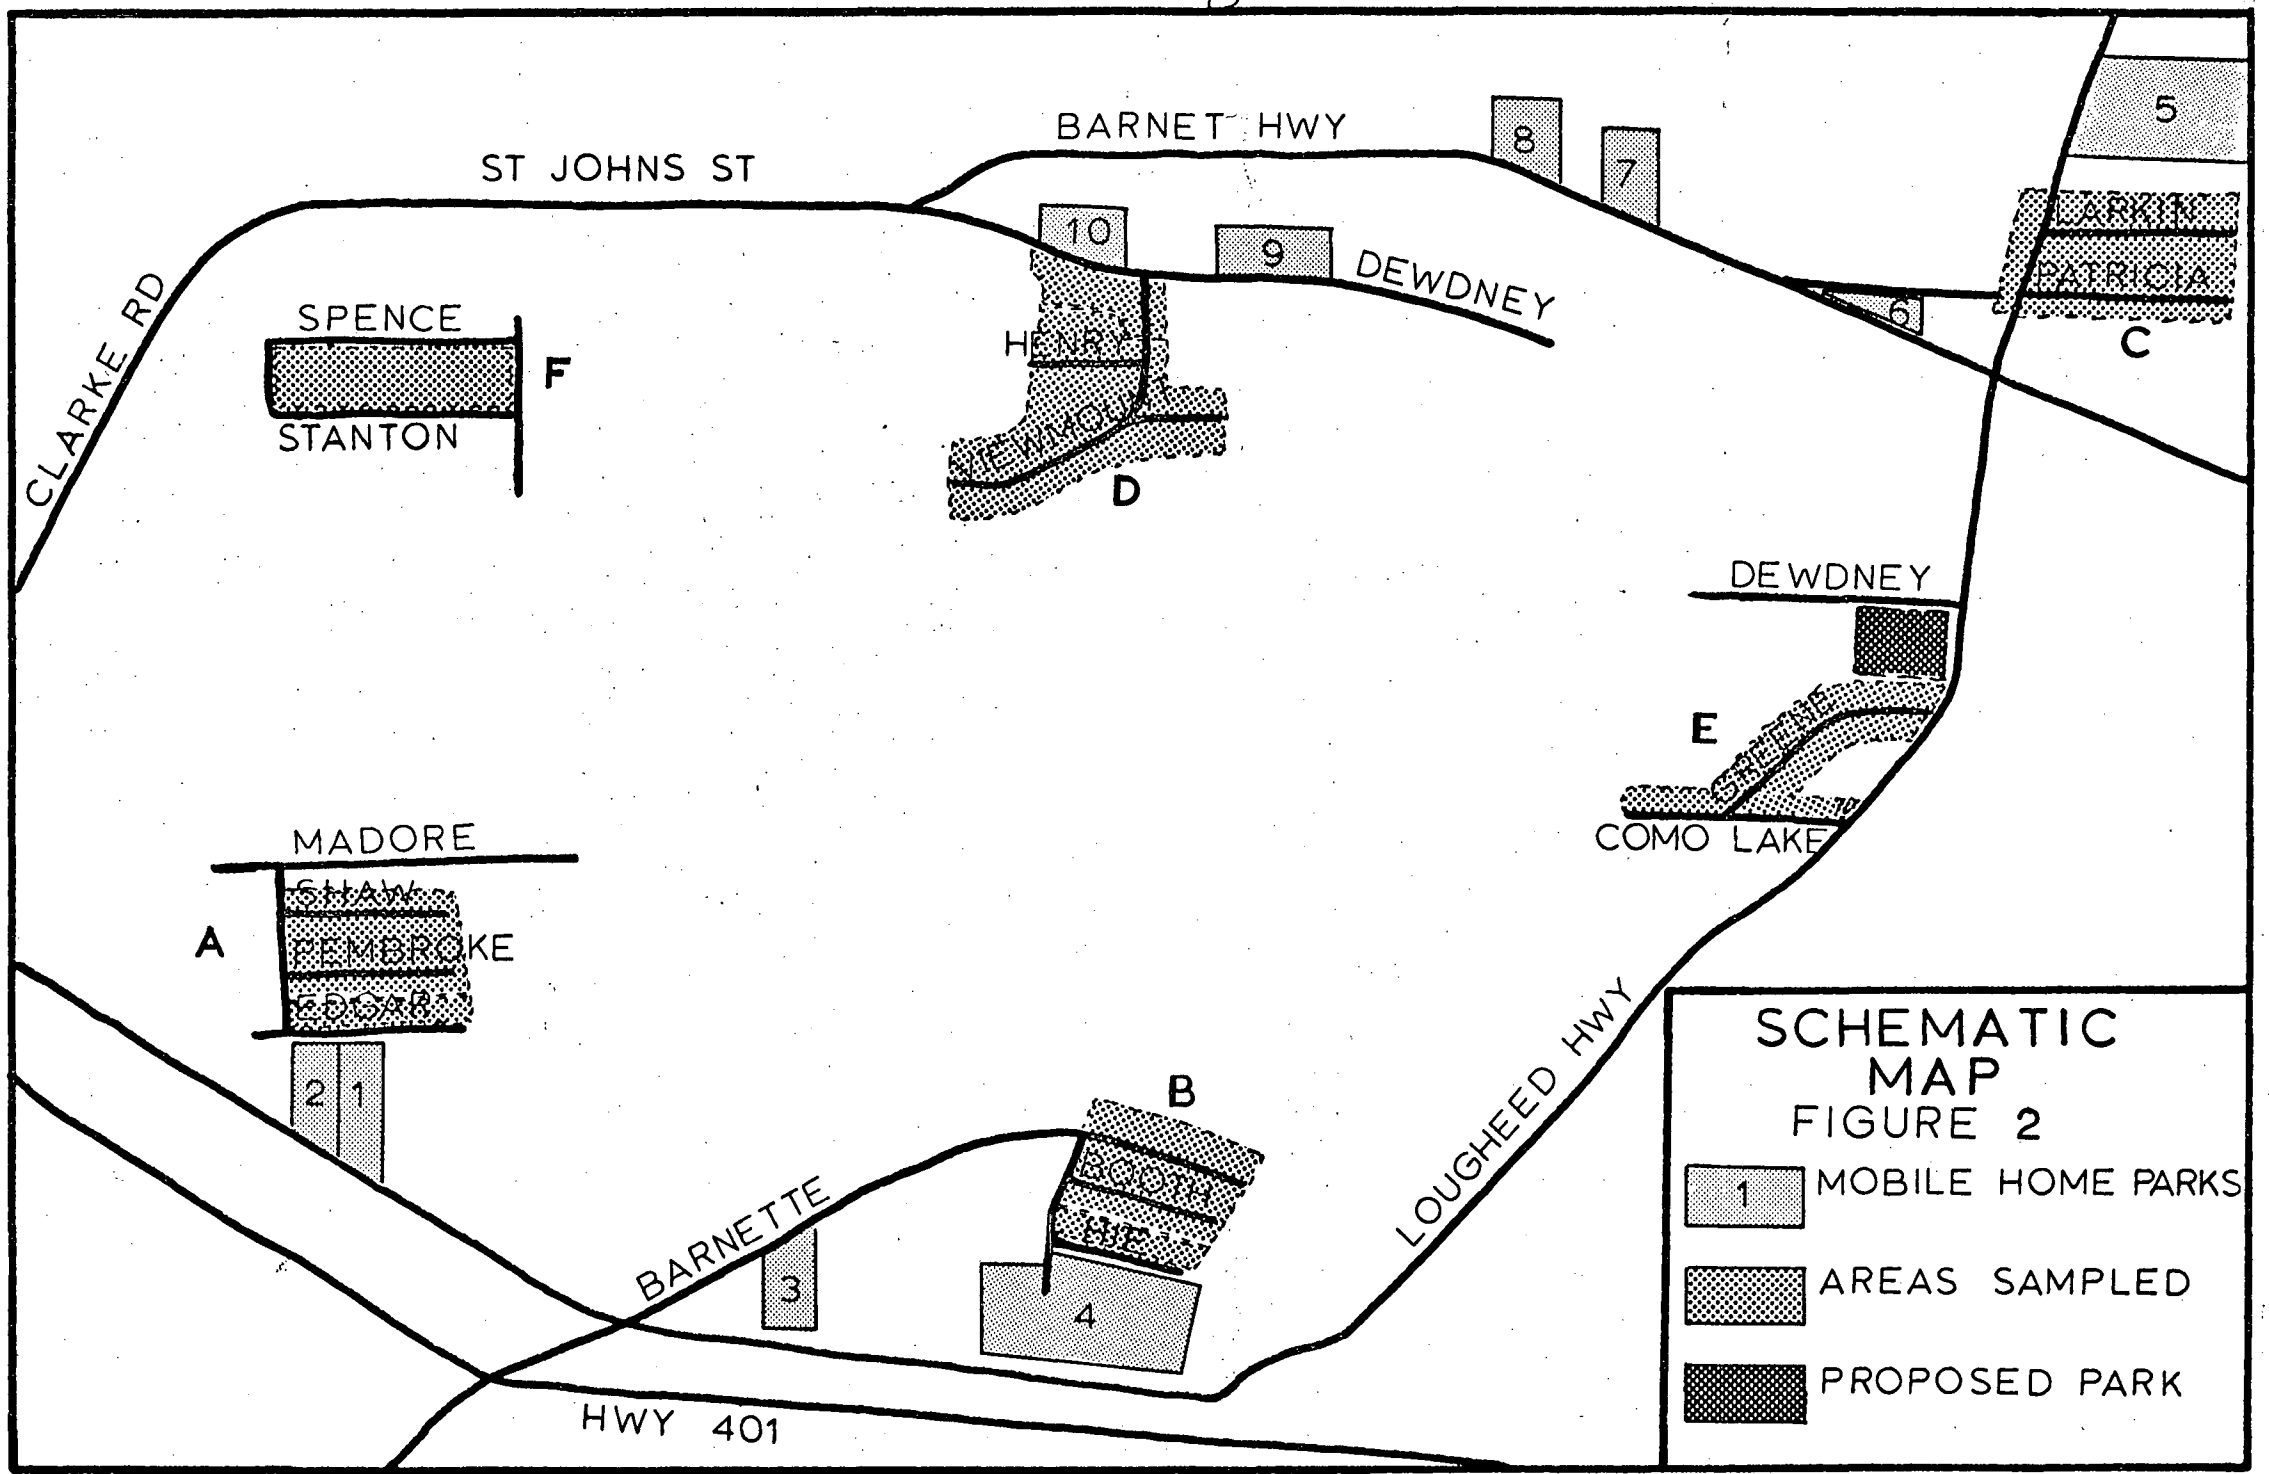 BARNET HWY
ST JOHNS ST
8
7
5
10
9
DEWDNEY
LARKIN
PATRICIA
6
C
CLARKE RD
SPENCE
F
STANTON
HENRY
VIEWMOUNT
D
DEWDNEY
E
GREENE
COMO LAKE
MADORE
SHAW
A
PEMBROKE
EDGAR
2
1
B
BOOTH
BARNETTE
3
4
LOUGHEED HWY
HWY 401
SCHEMATIC
MAP
FIGURE 2
1 MOBILE HOME PARKS
AREAS SAMPLED
PROPOSED PARK